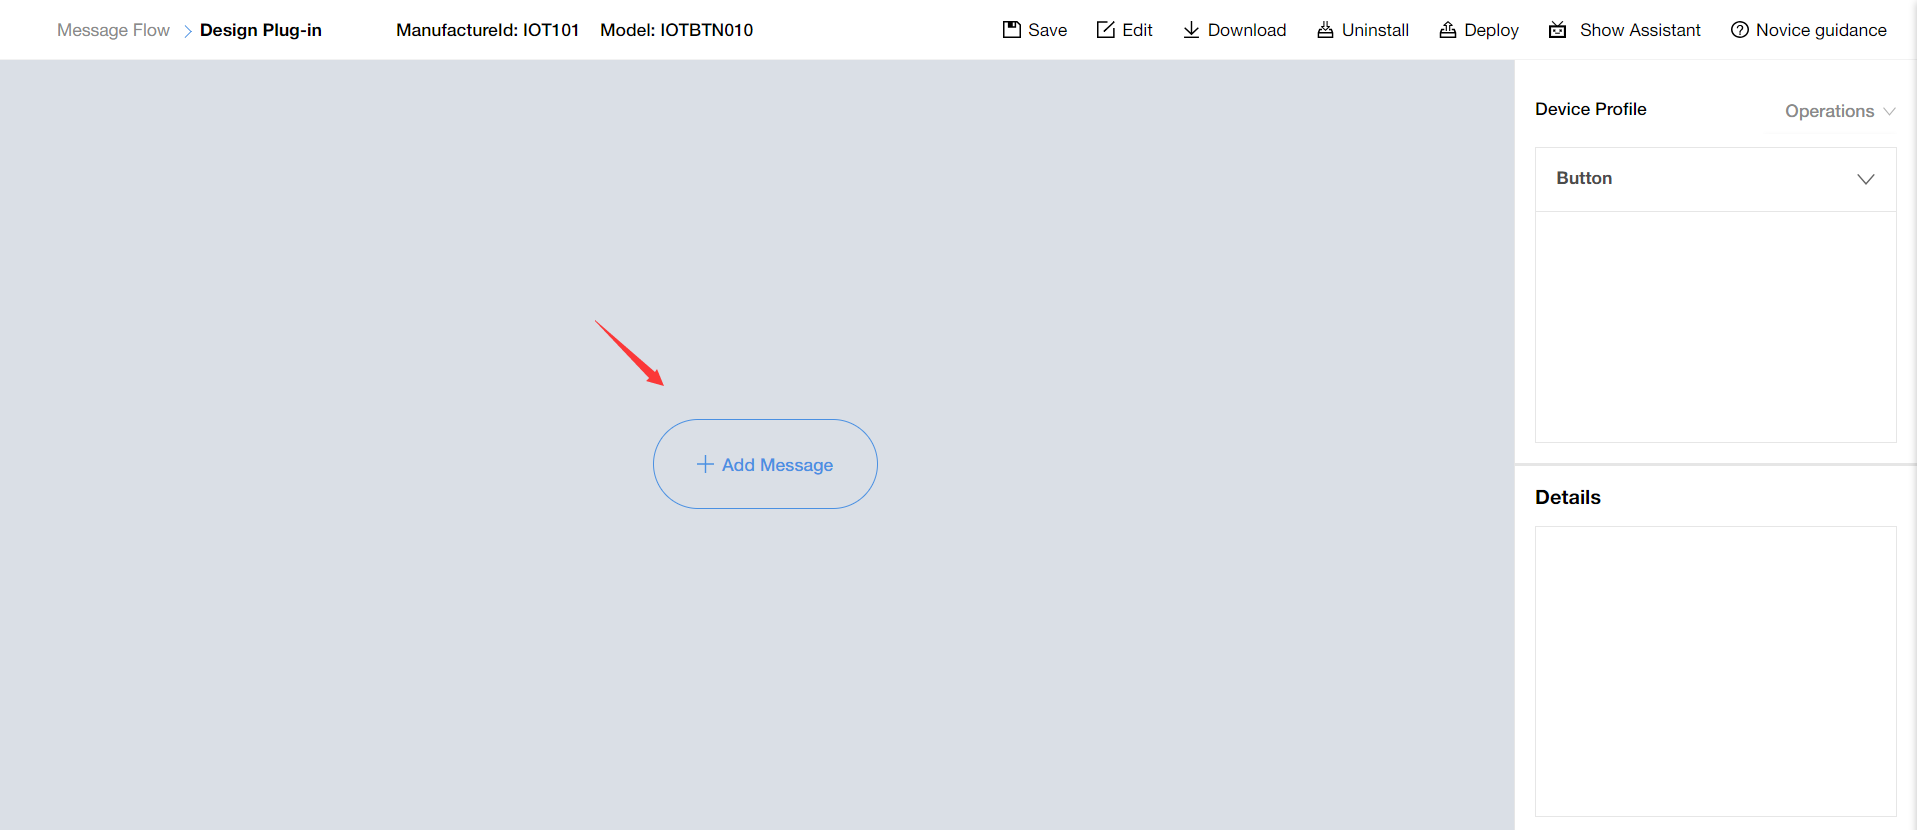 Message Flow > Design Plug-in ManufactureId: IOT101 Model: IOTBTN010 Save Edit Download Uninstall Deploy Show Assistant Novice guidance
Device Profile Operations
Button
Add Message
Details